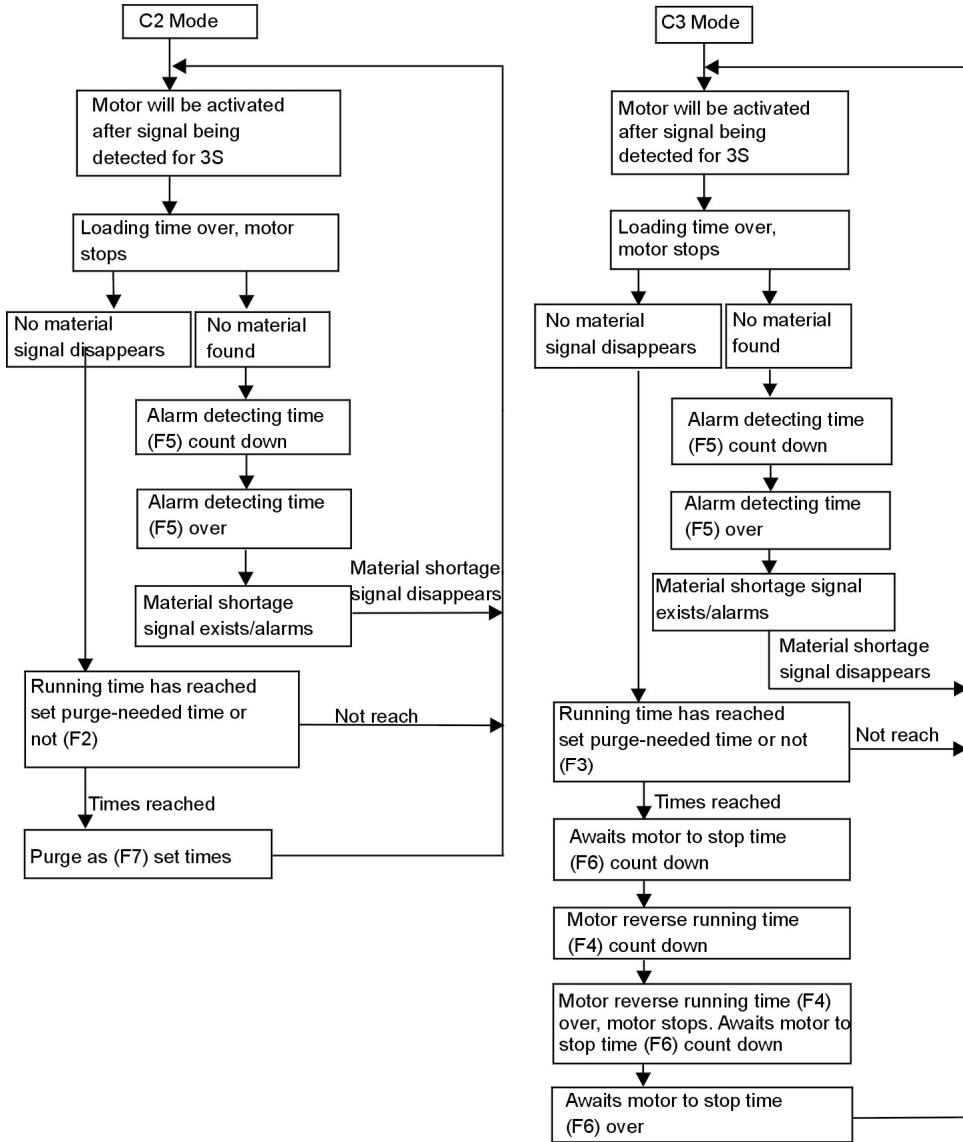 C2 Mode
Motor will be activated
after signal being
detected for 3S
Loading time over, motor
stops
No material
signal disappears
No material
found
Alarm detecting time
(F5) count down
Alarm detecting time
(F5) over
Material shortage
signal exists/alarms
Material shortage
signal disappears
Running time has reached
set purge-needed time or
not (F2)
Not reach
Times reached
Purge as (F7) set times
C3 Mode
Motor will be activated
after signal being
detected for 3S
Loading time over,
motor stops
No material
signal disappears
No material
found
Alarm detecting time
(F5) count down
Alarm detecting time
(F5) over
Material shortage signal
exists/alarms
Material shortage
signal disappears
Running time has reached
set purge-needed time or not
(F3)
Not reach
Times reached
Awaits motor to stop time
(F6) count down
Motor reverse running time
(F4) count down
Motor reverse running time (F4)
over, motor stops. Awaits motor to
stop time (F6) count down
Awaits motor to stop time
(F6) over